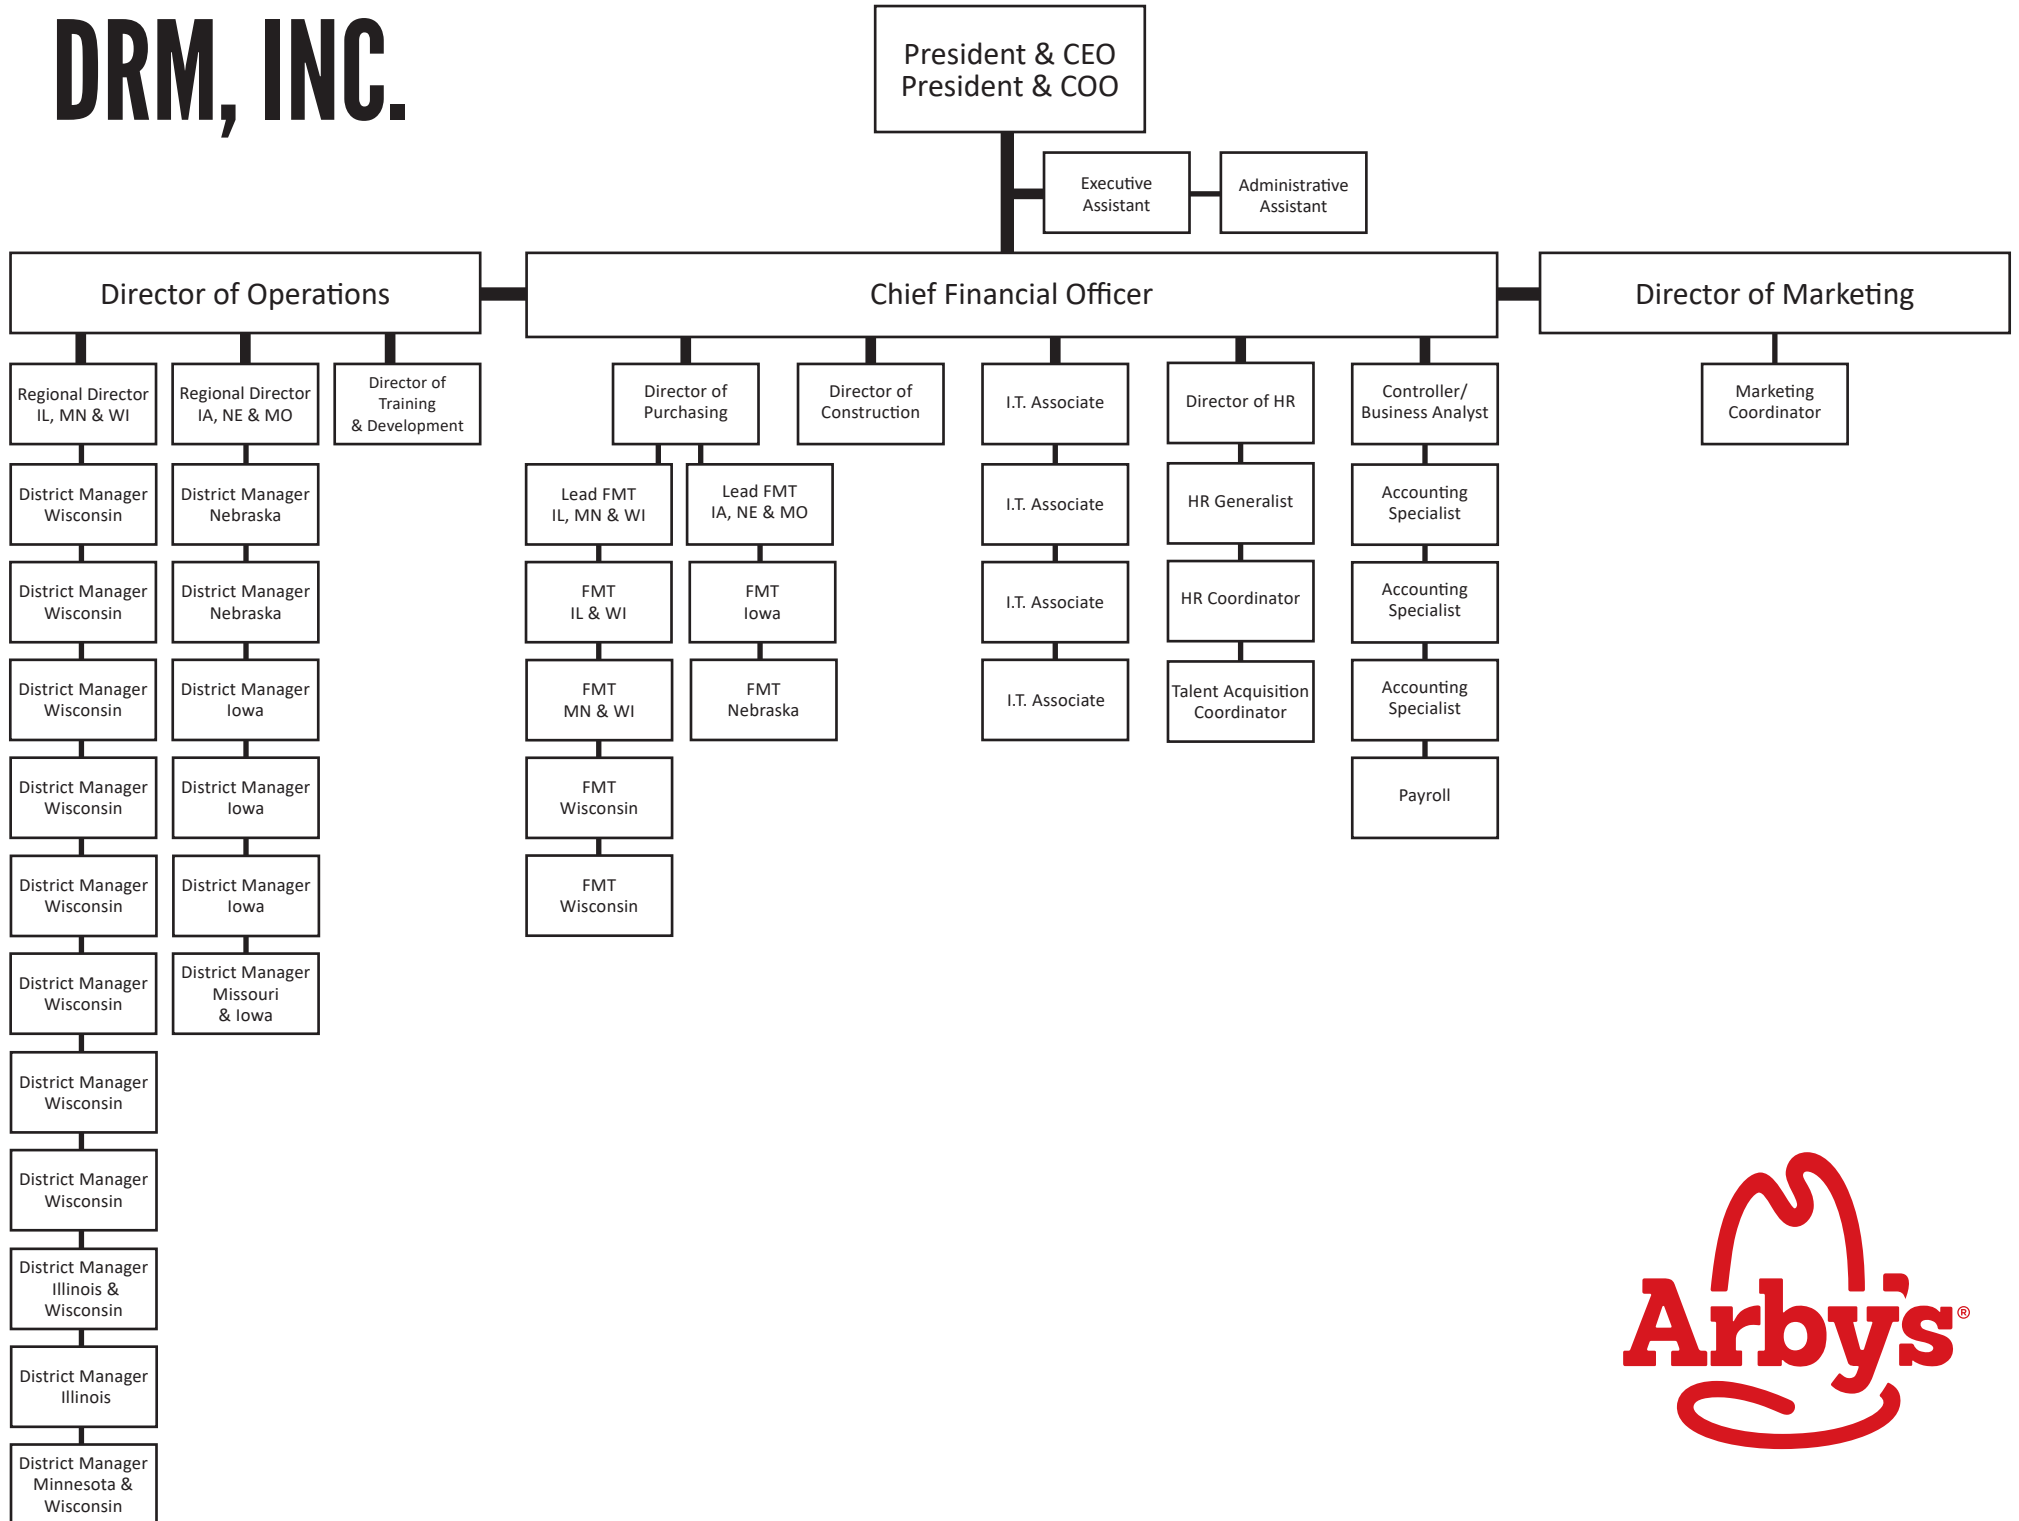 DRM, INC.
President & CEO
President & COO
Executive
Assistant
Administrative
Assistant
Director of Operations
Chief Financial Officer
Director of Marketing
Regional Director
IL, MN & WI
Regional Director
IA, NE & MO
Director of
Training
& Development
Director of
Purchasing
Director of
Construction
I.T. Associate
Director of HR
Controller/
Business Analyst
Marketing
Coordinator
District Manager
Wisconsin
District Manager
Nebraska
Lead FMT
IL, MN & WI
Lead FMT
IA, NE & MO
I.T. Associate
HR Generalist
Accounting
Specialist
District Manager
Wisconsin
District Manager
Nebraska
FMT
IL & WI
FMT
Iowa
I.T. Associate
HR Coordinator
Accounting
Specialist
District Manager
Wisconsin
District Manager
Iowa
FMT
MN & WI
FMT
Nebraska
I.T. Associate
Talent Acquisition
Coordinator
Accounting
Specialist
District Manager
Wisconsin
District Manager
Iowa
FMT
Wisconsin
Payroll
District Manager
Wisconsin
District Manager
Iowa
FMT
Wisconsin
District Manager
Wisconsin
District Manager
Missouri
& Iowa
District Manager
Wisconsin
District Manager
Wisconsin
District Manager
Illinois &
Wisconsin
District Manager
Illinois
District Manager
Minnesota &
Wisconsin
Arby's®